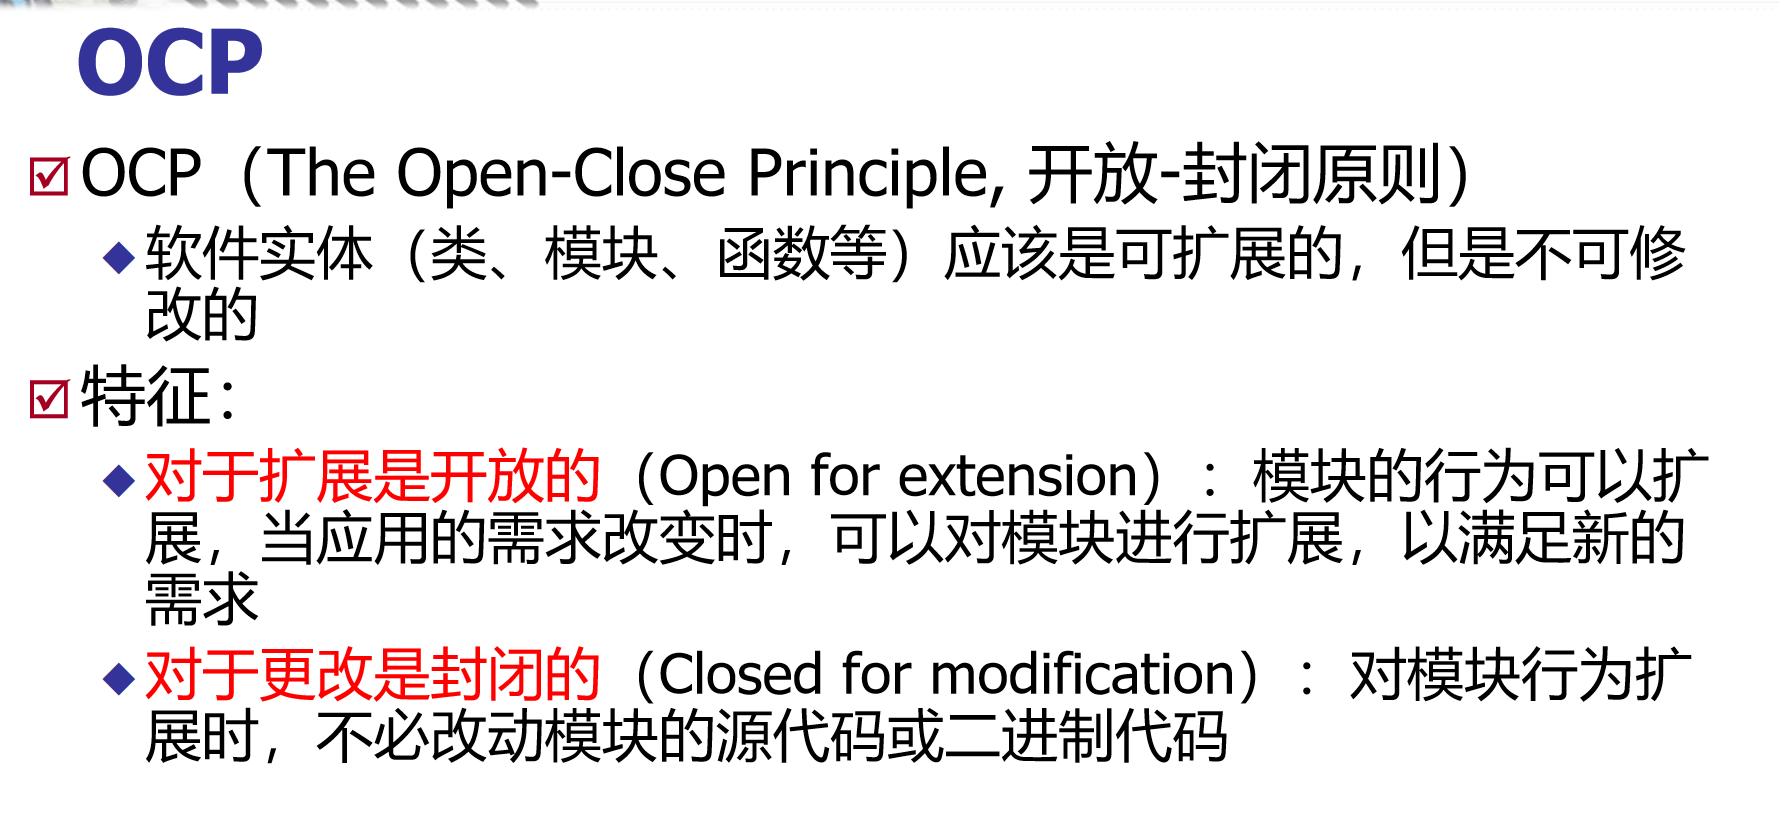 OCP
OCP（The Open-Close Principle, 开放-封闭原则）
软件实体（类、模块、函数等）应该是可扩展的，但是不可修
改的
特征：
对于扩展是开放的（Open for extension）：模块的行为可以扩
展，当应用的需求改变时，可以对模块进行扩展，以满足新的
需求
对于更改是封闭的（Closed for modification）：对模块行为扩
展时，不必改动模块的源代码或二进制代码